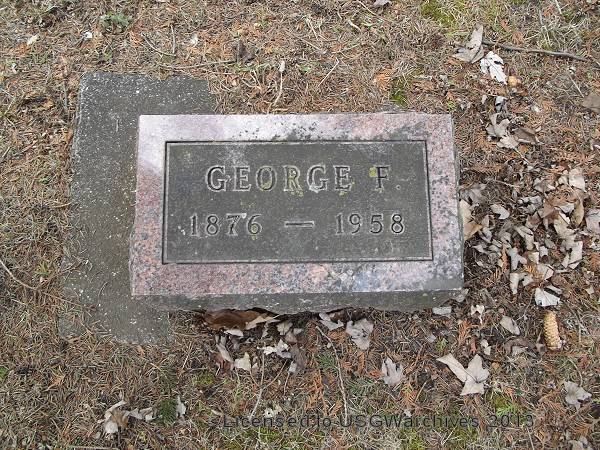 GEORGE F.
1876 — 1958
Licensed to USGWarchives 2013